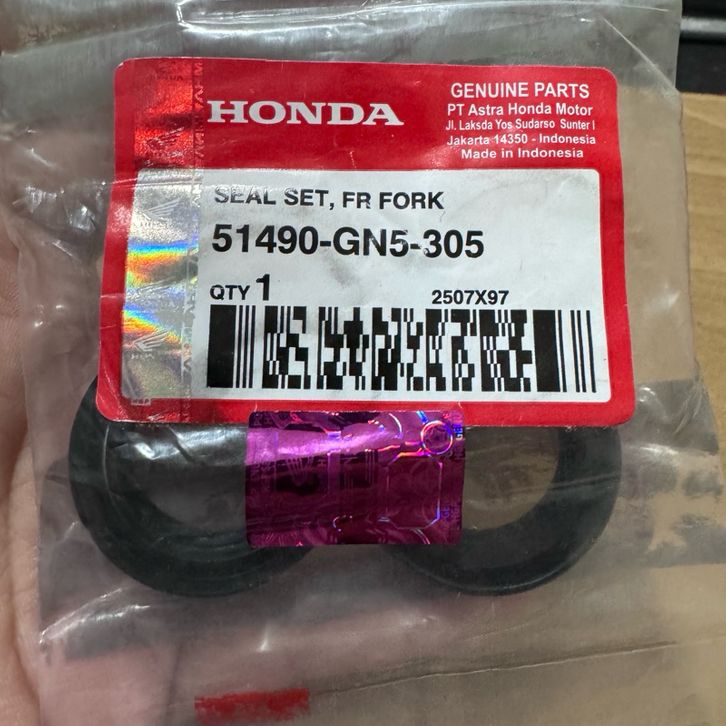 HONDA
GENUINE PARTS
PT Astra Honda Motor
Jl. Laksda Yos Sudarso Sunter I
Jakarta 14350 - Indonesia
Made in Indonesia
SEAL SET, FR FORK
51490-GN5-305
QTY 1
2507X97